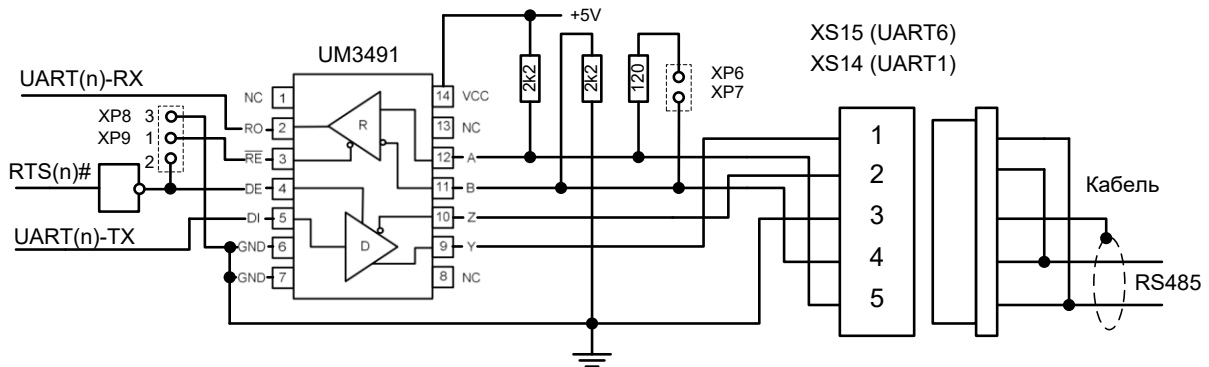 +5V
XS15 (UART6)
XS14 (UART1)
UM3491
UART(n)-RX
2k2
2k2
120
XP6
XP7
NC 1
14 VCC
XP8 3
XP9 1
2
RO 2
R
13 NC
RE 3
12 A
RTS(n)#
DE 4
11 B
DI 5
10 Z
UART(n)-TX
GND 6
D
9 Y
GND 7
8 NC
1
2
3
4
5
Кабель
RS485